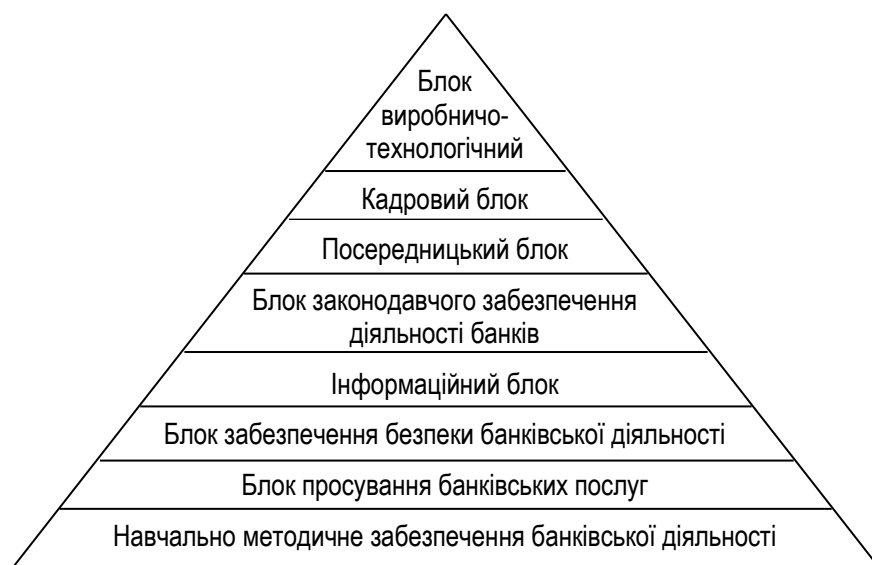 Блок
виробничо-
технологічний
Кадровий блок
Посередницький блок
Блок законодавчого забезпечення
діяльності банків
Інформаційний блок
Блок забезпечення безпеки банківської діяльності
Блок просування банківських послуг
Навчально методичне забезпечення банківської діяльності